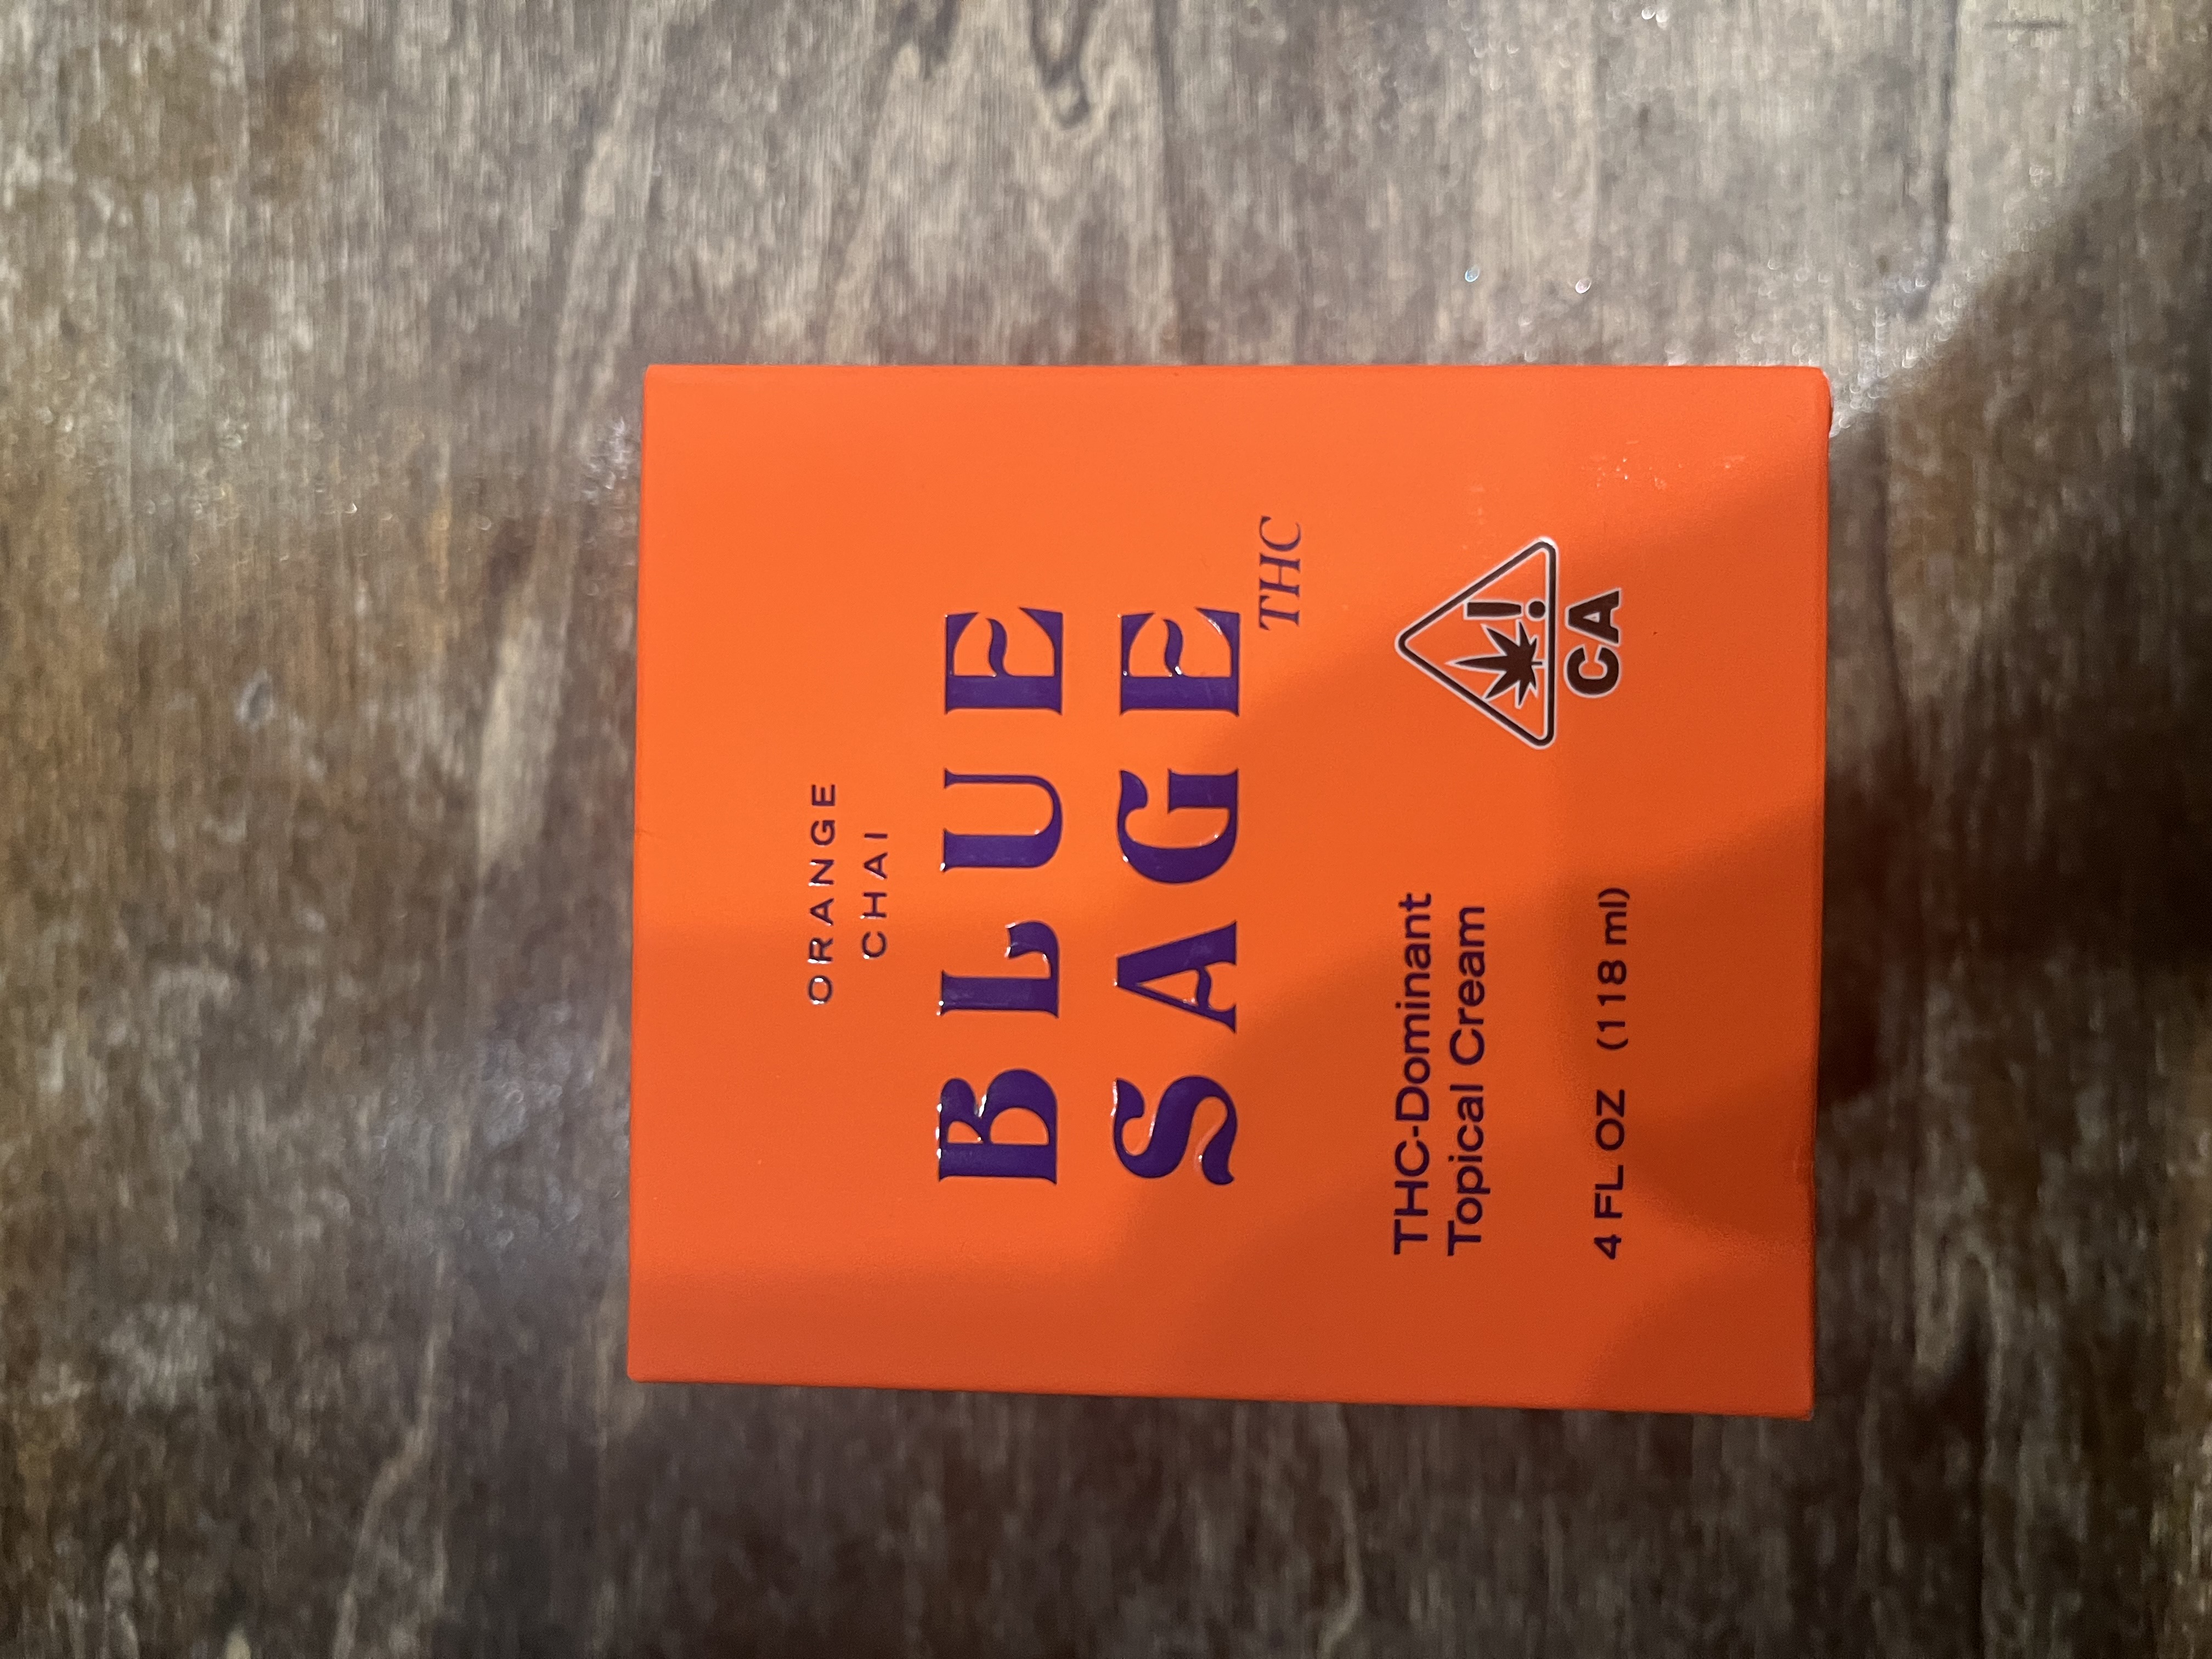 ORANGE
CHAI
BLUE
SAGE
THC
THC-Dominant
Topical Cream
4 FL OZ (118 ml)
!
CA